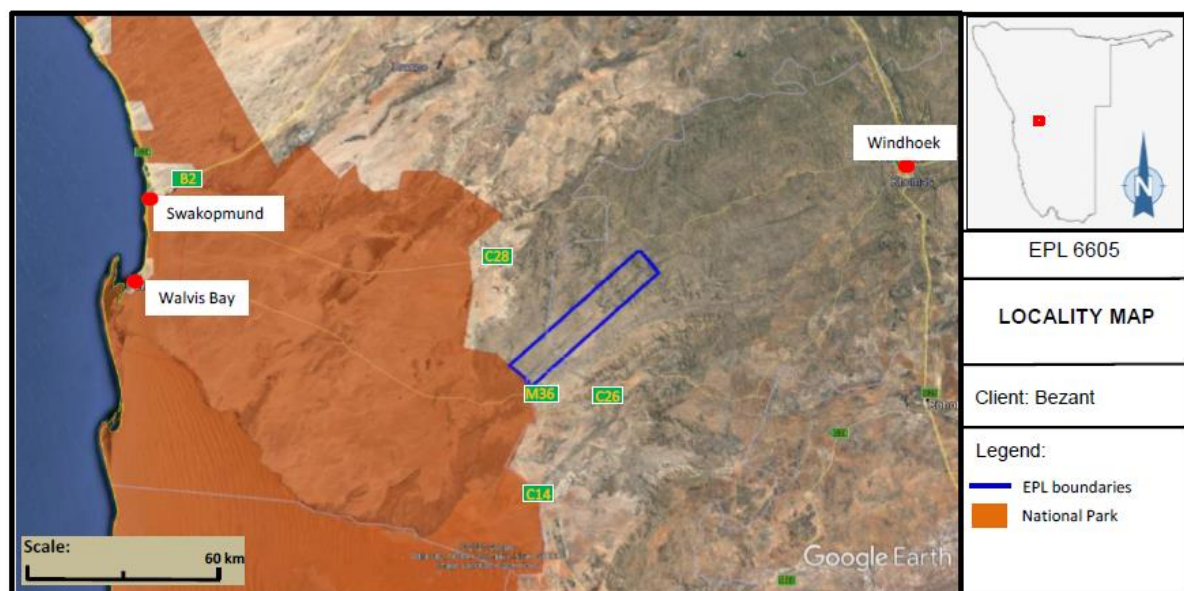 Windhoek
B2
Swakopmund
C28
Walvis Bay
M36
C26
C14
Scale:
60 km
Google Earth
N
EPL 6605
LOCALITY MAP
Client: Bezant
Legend:
EPL boundaries
National Park